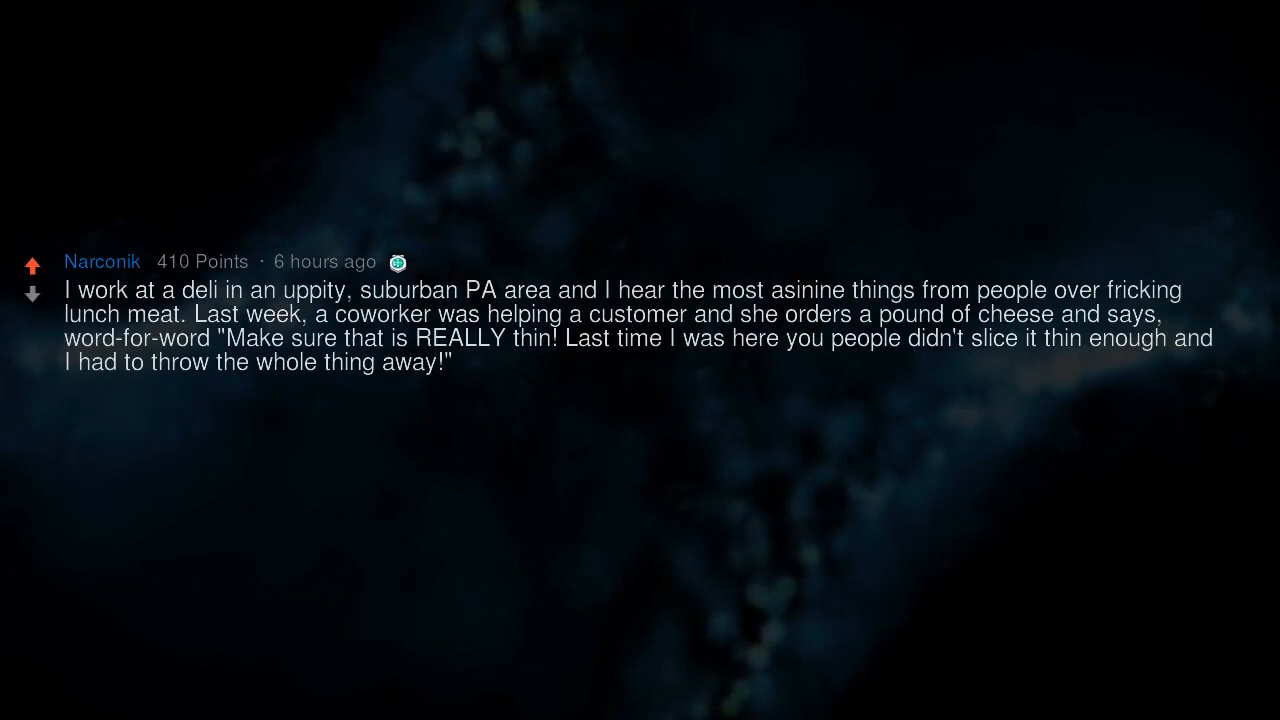 Narconik 410 Points · 6 hours ago
I work at a deli in an uppity, suburban PA area and I hear the most asinine things from people over fricking
lunch meat. Last week, a coworker was helping a customer and she orders a pound of cheese and says,
word-for-word "Make sure that is REALLY thin! Last time I was here you people didn't slice it thin enough and
I had to throw the whole thing away!"